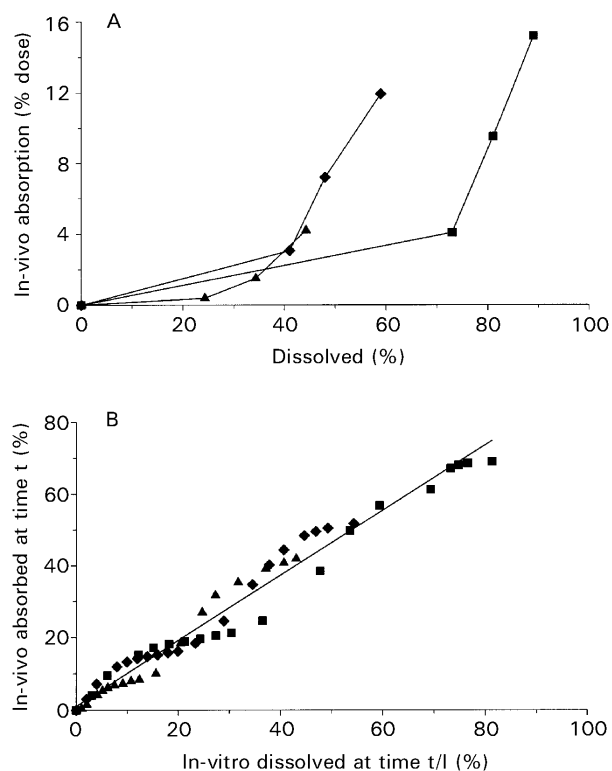 A
16
12
8
4
0
In-vivo absorption (% dose)
0 20 40 60 80 100
Dissolved (%)
B
80
60
40
20
0
In-vivo absorbed at time t (%)
0 20 40 60 80 100
In-vitro dissolved at time t/l (%)